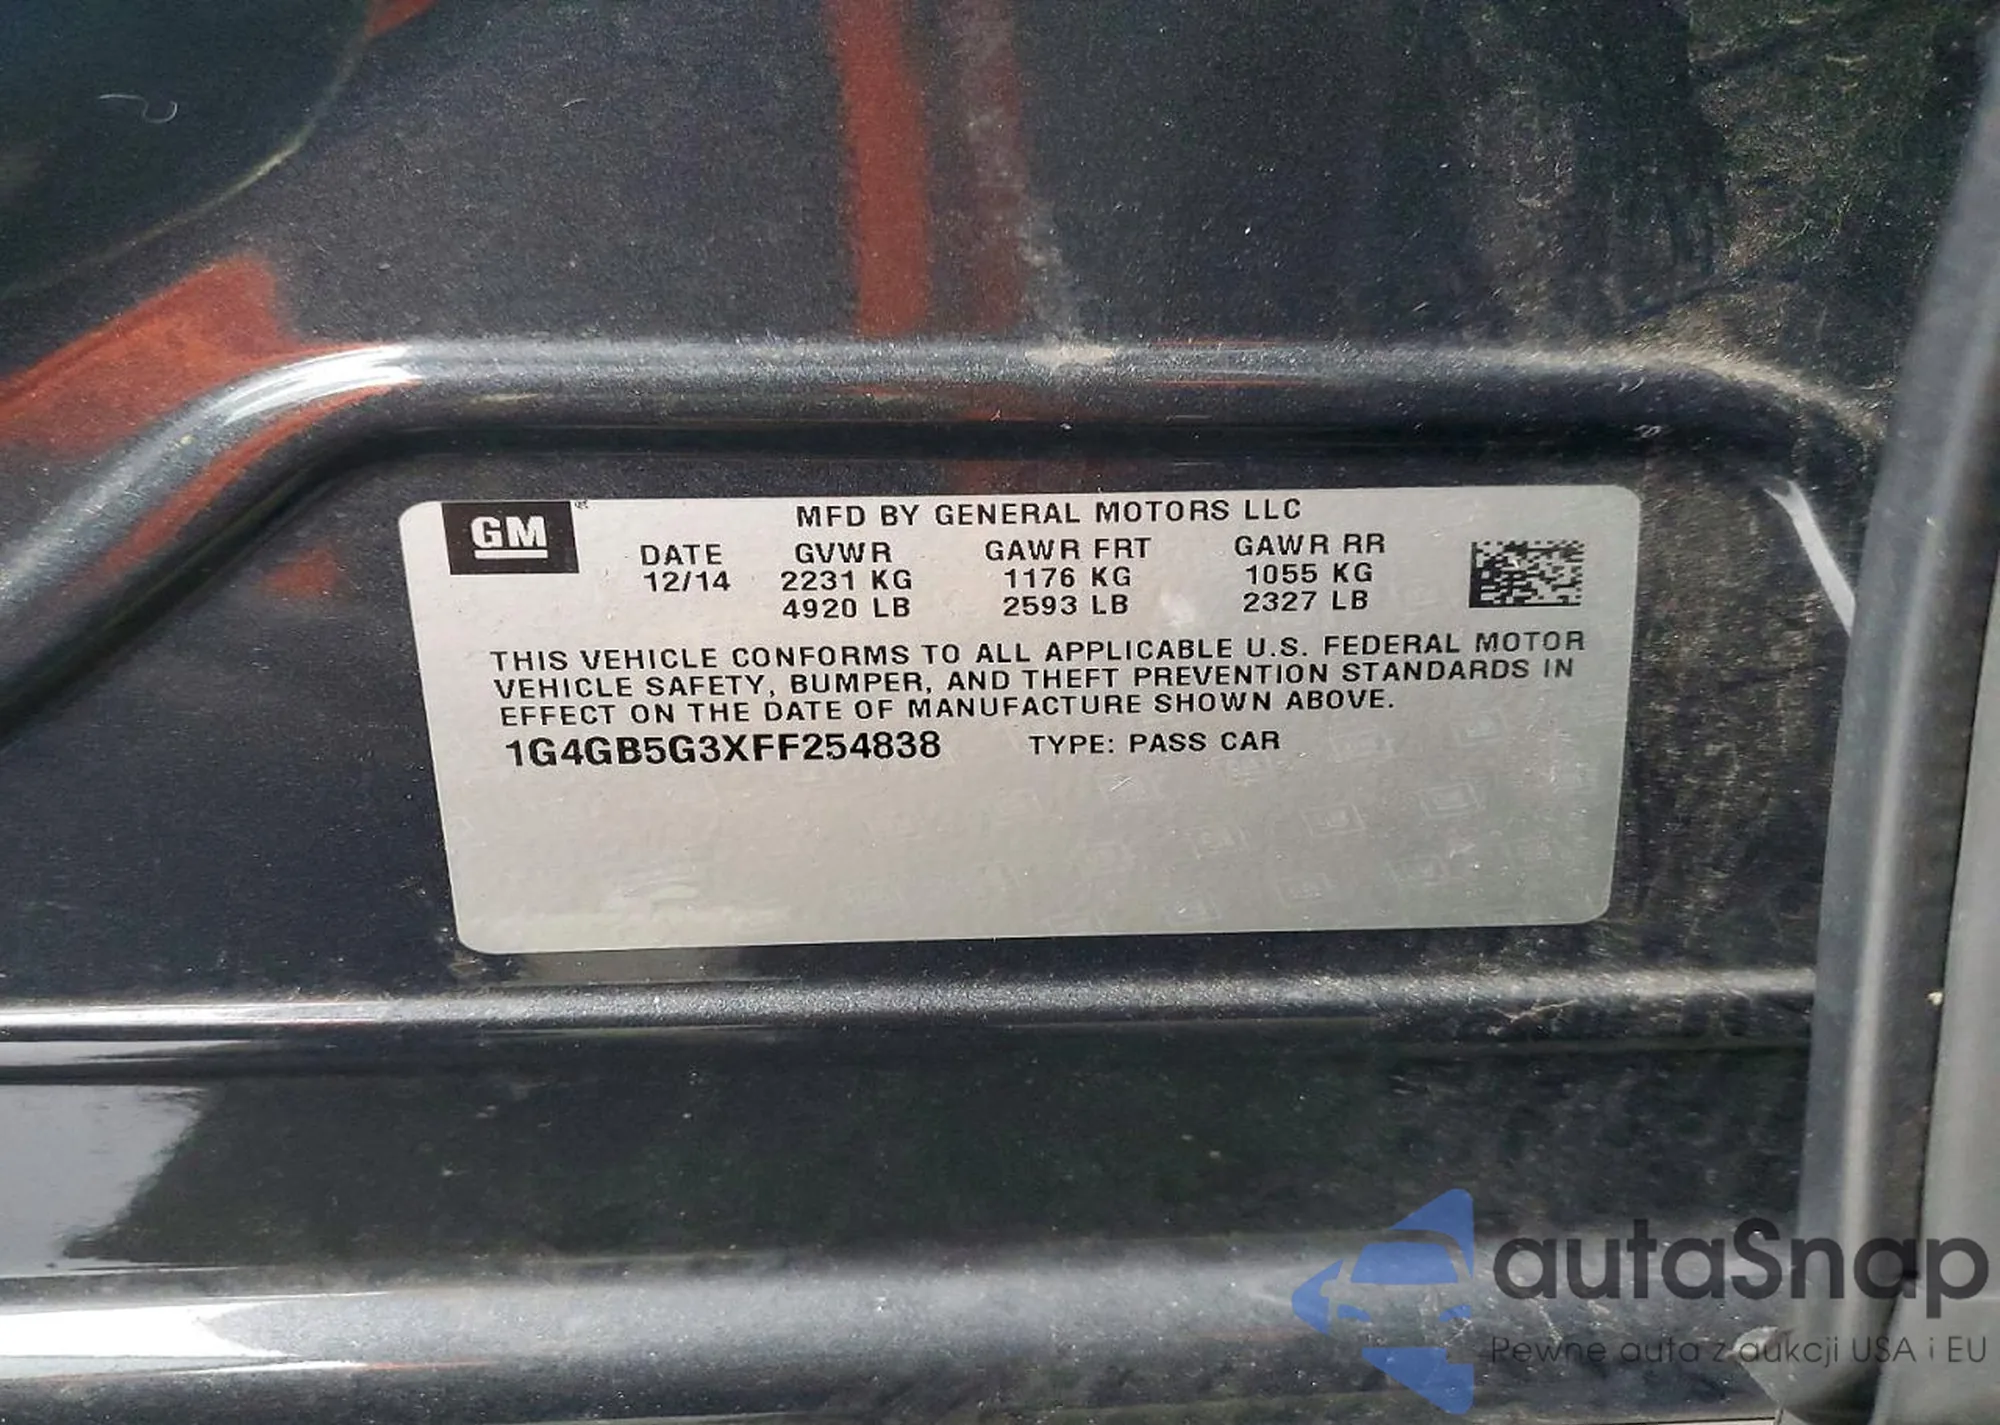 GM
MFD BY GENERAL MOTORS LLC
DATE GVWR GAWR FRT GAWR RR
12/14 2231 KG 1176 KG 1055 KG
4920 LB 2593 LB 2327 LB
THIS VEHICLE CONFORMS TO ALL APPLICABLE U.S. FEDERAL MOTOR
VEHICLE SAFETY, BUMPER, AND THEFT PREVENTION STANDARDS IN
EFFECT ON THE DATE OF MANUFACTURE SHOWN ABOVE.
1G4GB5G3XFF254838 TYPE: PASS CAR
autaSnap
Pewne auta z aukcji USA i EU